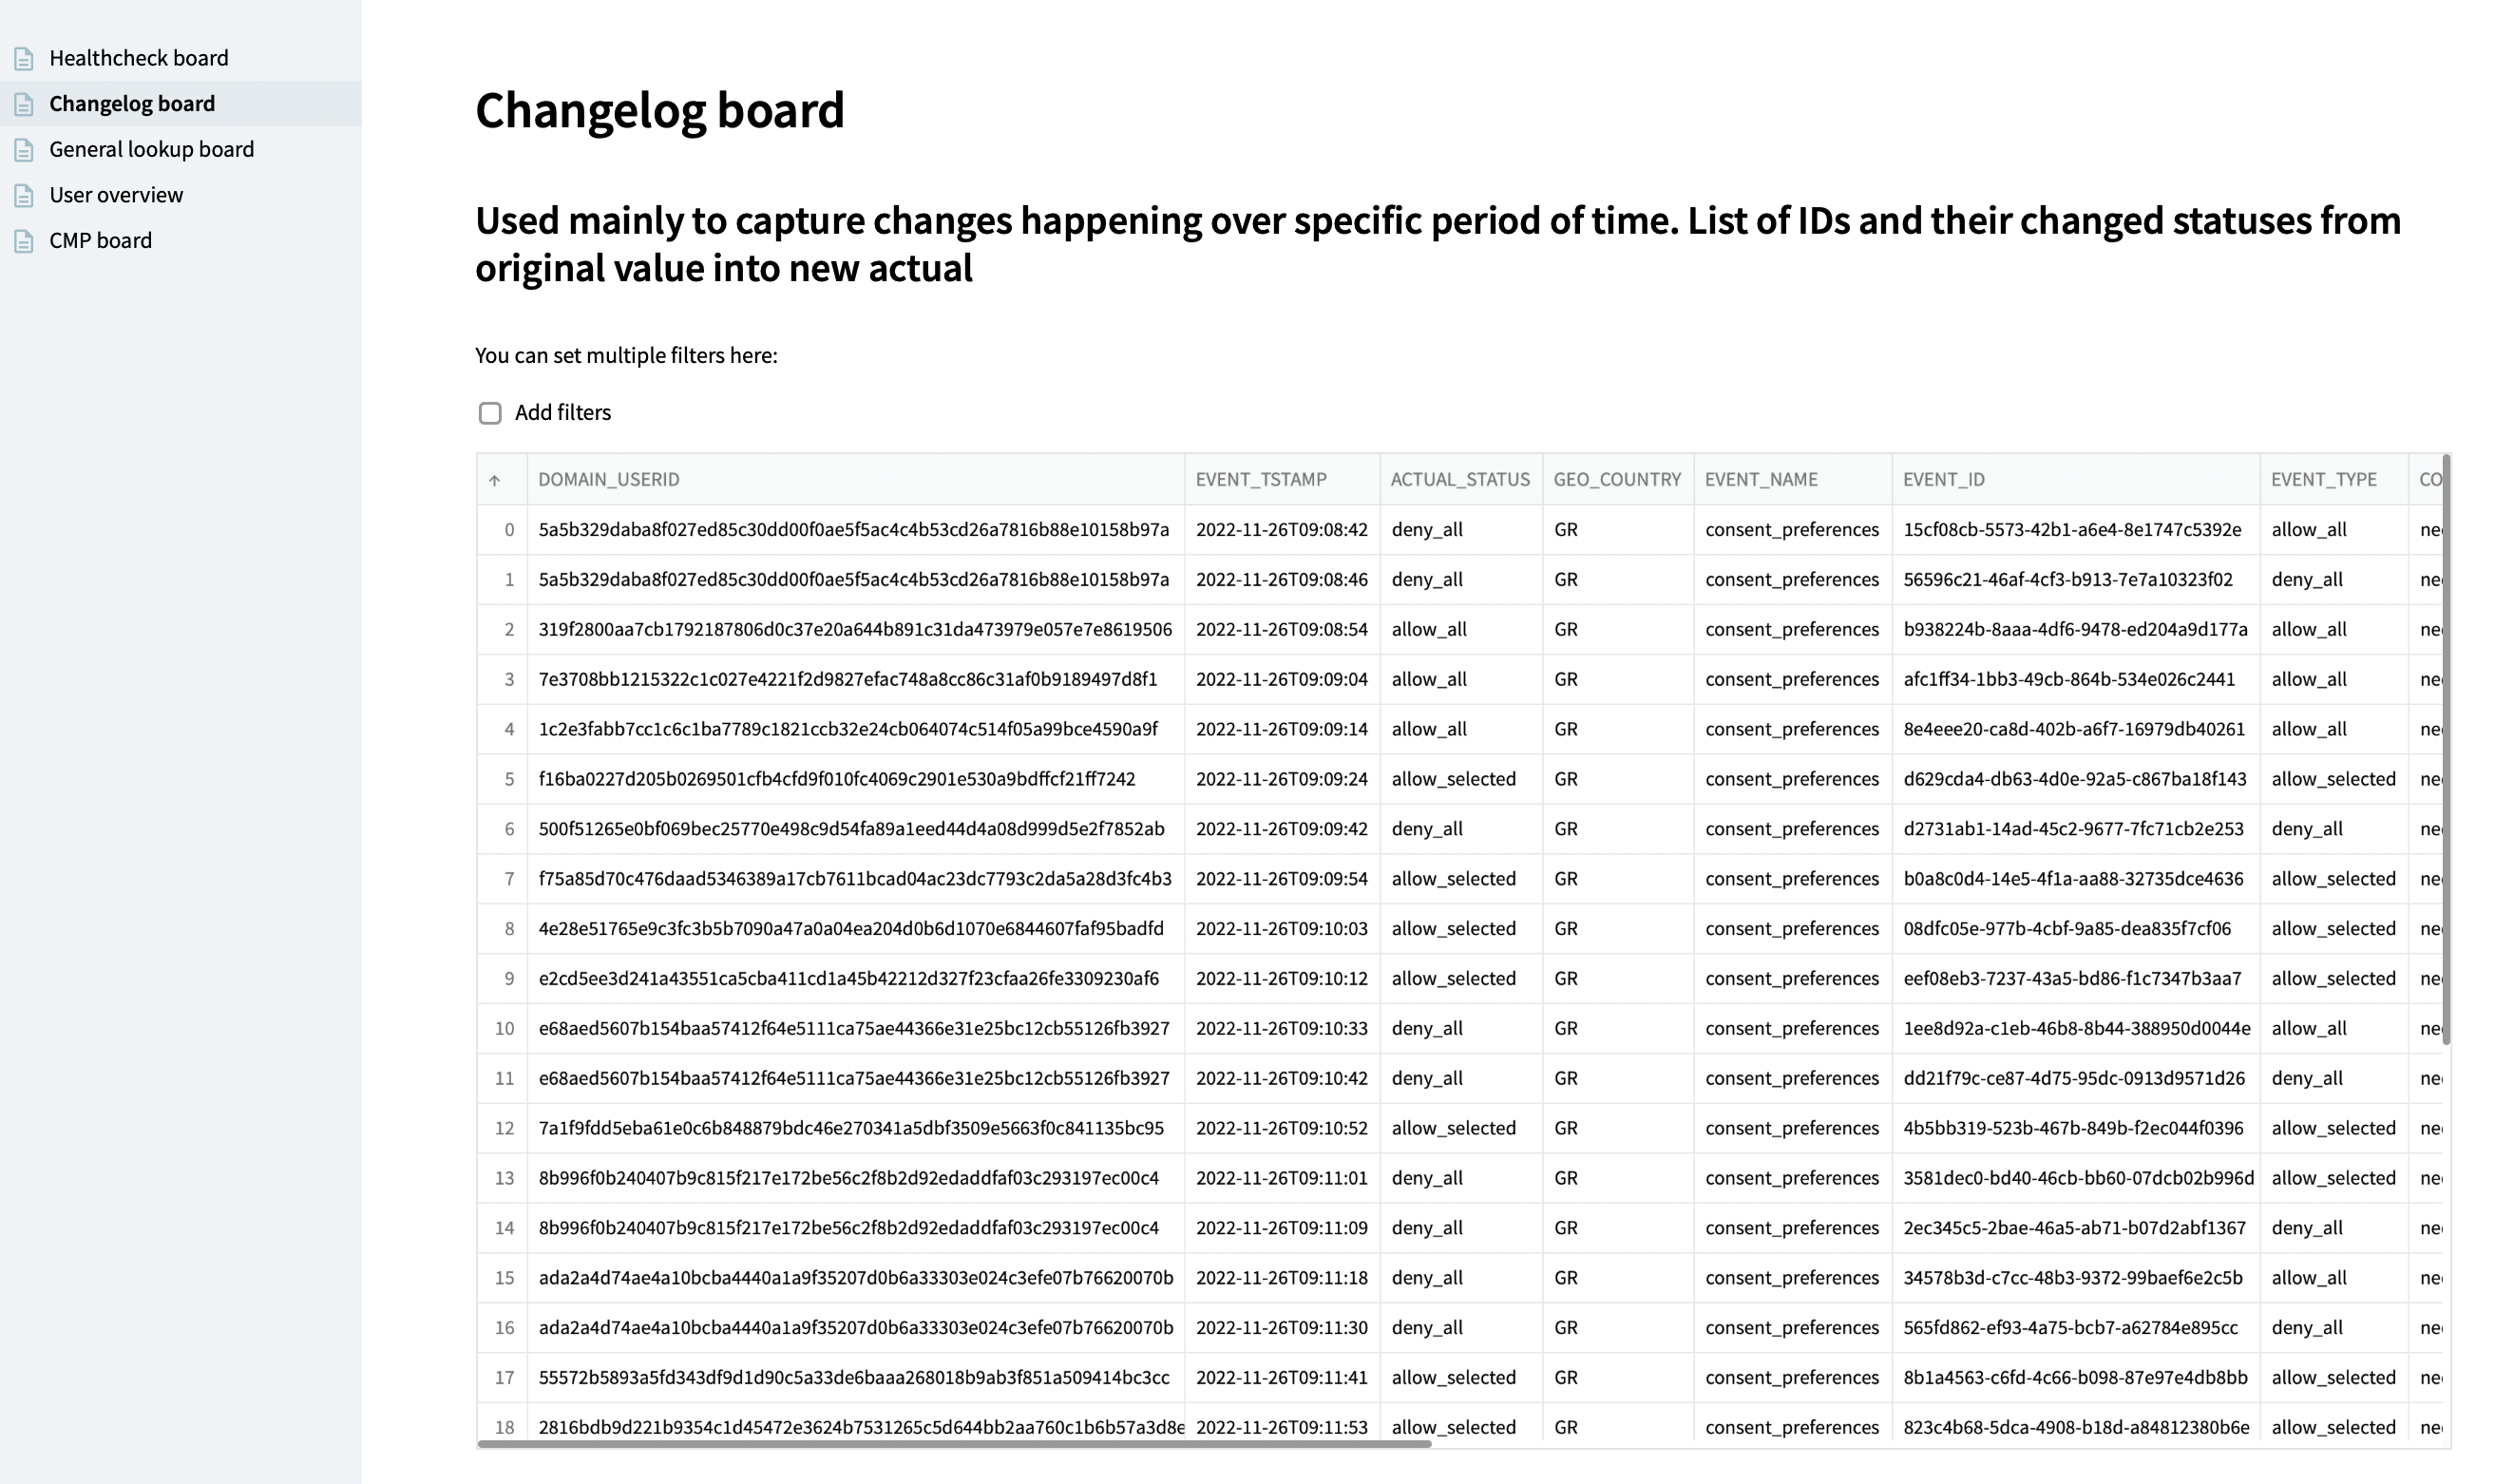 Healthcheck board
Changelog board
General lookup board
User overview
CMP board
Changelog board
Used mainly to capture changes happening over specific period of time. List of IDs and their changed statuses from
original value into new actual
You can set multiple filters here:
Add filters
↑ DOMAIN_USERID EVENT_TSTAMP ACTUAL_STATUS GEO_COUNTRY EVENT_NAME EVENT_ID EVENT_TYPE CO
0 5a5b329daba8f027ed85c30dd00f0ae5f5ac4c4b53cd26a7816b88e10158b97a 2022-11-26T09:08:42 deny_all GR consent_preferences 15cf08cb-5573-42b1-a6e4-8e1747c5392e allow_all ne
1 5a5b329daba8f027ed85c30dd00f0ae5f5ac4c4b53cd26a7816b88e10158b97a 2022-11-26T09:08:46 deny_all GR consent_preferences 56596c21-46af-4cf3-b913-7e7a10323f02 deny_all ne
2 319f2800aa7cb1792187806d0c37e20a644b891c31da473979e057e7e8619506 2022-11-26T09:08:54 allow_all GR consent_preferences b938224b-8aaa-4df6-9478-ed204a9d177a allow_all ne
3 7e3708bb1215322c1c027e4221f2d9827efac748a8cc86c31af0b9189497d8f1 2022-11-26T09:09:04 allow_all GR consent_preferences afc1ff34-1bb3-49cb-864b-534e026c2441 allow_all ne
4 1c2e3fabb7cc1c6c1ba7789c1821ccb32e24cb064074c514f05a99bce4590a9f 2022-11-26T09:09:14 allow_all GR consent_preferences 8e4eee20-ca8d-402b-a6f7-16979db40261 allow_all ne
5 f16ba0227d205b0269501cfb4cfd9f010fc4069c2901e530a9bdffcf21ff7242 2022-11-26T09:09:24 allow_selected GR consent_preferences d629cda4-db63-4d0e-92a5-c867ba18f143 allow_selected ne
6 500f51265e0bf069bec25770e498c9d54fa89a1eed44d4a08d999d5e2f7852ab 2022-11-26T09:09:42 deny_all GR consent_preferences d2731ab1-14ad-45c2-9677-7fc71cb2e253 deny_all ne
7 f75a85d70c476daad5346389a17cb7611bcad04ac23dc7793c2da5a28d3fc4b3 2022-11-26T09:09:54 allow_selected GR consent_preferences b0a8c0d4-14e5-4f1a-aa88-32735dce4636 allow_selected ne
8 4e28e51765e9c3fc3b5b7090a47a0a04ea204d0b6d1070e6844607faf95badfd 2022-11-26T09:10:03 allow_selected GR consent_preferences 08dfc05e-977b-4cbf-9a85-dea835f7cf06 allow_selected ne
9 e2cd5ee3d241a43551ca5cba411cd1a45b42212d327f23cfaa26fe3309230af6 2022-11-26T09:10:12 allow_selected GR consent_preferences eef08eb3-7237-43a5-bd86-f1c7347b3aa7 allow_selected ne
10 e68aed5607b154baa57412f64e5111ca75ae44366e31e25bc12cb55126fb3927 2022-11-26T09:10:33 deny_all GR consent_preferences 1ee8d92a-c1eb-46b8-8b44-388950d0044e allow_all ne
11 e68aed5607b154baa57412f64e5111ca75ae44366e31e25bc12cb55126fb3927 2022-11-26T09:10:42 deny_all GR consent_preferences dd21f79c-ce87-4d75-95dc-0913d9571d26 deny_all ne
12 7a1f9fdd5eba61e0c6b848879bdc46e270341a5dbf3509e5663f0c841135bc95 2022-11-26T09:10:52 allow_selected GR consent_preferences 4b5bb319-523b-467b-849b-f2ec044f0396 allow_selected ne
13 8b996f0b240407b9c815f217e172be56c2f8b2d92edaddfaf03c293197ec00c4 2022-11-26T09:11:01 deny_all GR consent_preferences 3581dec0-bd40-46cb-bb60-07dcb02b996d allow_selected ne
14 8b996f0b240407b9c815f217e172be56c2f8b2d92edaddfaf03c293197ec00c4 2022-11-26T09:11:09 deny_all GR consent_preferences 2ec345c5-2bae-46a5-ab71-b07d2abf1367 deny_all ne
15 ada2a4d74ae4a10bcba4440a1a9f35207d0b6a33303e024c3efe07b76620070b 2022-11-26T09:11:18 deny_all GR consent_preferences 34578b3d-c7cc-48b3-9372-99baef6e2c5b allow_all ne
16 ada2a4d74ae4a10bcba4440a1a9f35207d0b6a33303e024c3efe07b76620070b 2022-11-26T09:11:30 deny_all GR consent_preferences 565fd862-ef93-4a75-bcb7-a62784e895cc deny_all ne
17 55572b5893a5fd343df9d1d90c5a33de6baaa268018b9ab3f851a509414bc3cc 2022-11-26T09:11:41 allow_selected GR consent_preferences 8b1a4563-c6fd-4c66-b098-87e97e4db8bb allow_selected ne
18 2816bdb9d221b9354c1d45472e3624b7531265c5d644bb2aa760c1b6b57a3d8e 2022-11-26T09:11:53 allow_selected GR consent_preferences 823c4b68-5dca-4908-b18d-a84812380b6e allow_selected ne